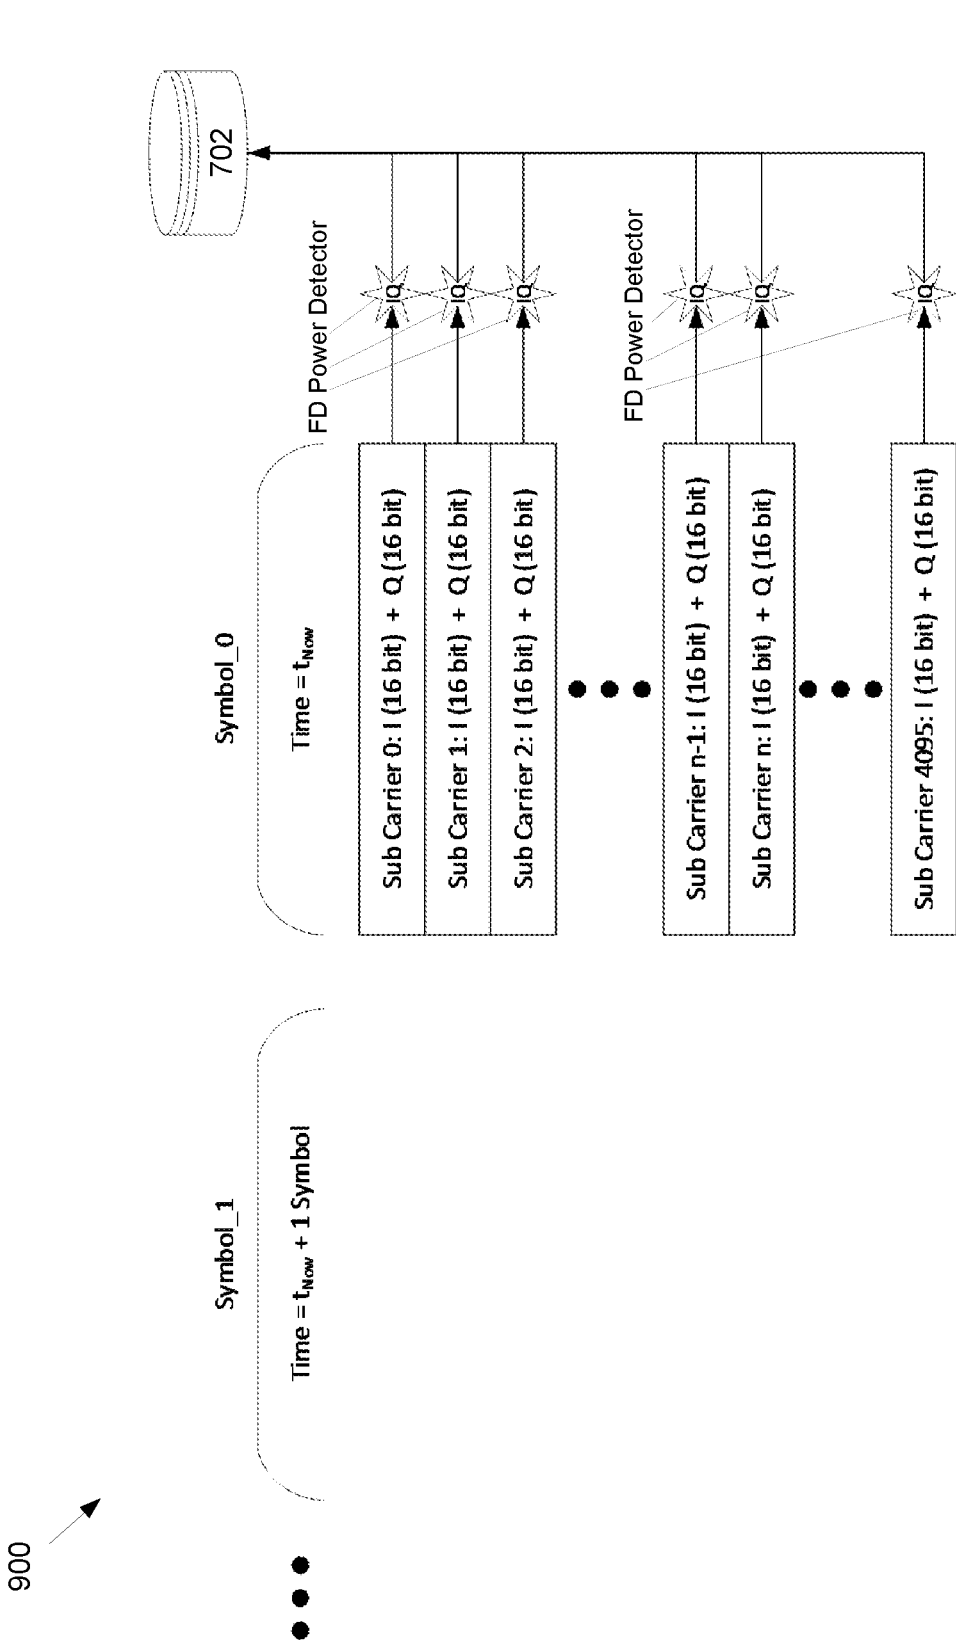 900
Symbol_1
Symbol_0
702
Time = tNow + 1 Symbol
Time = tNow
FD Power Detector
Sub Carrier 0: I (16 bit) + Q (16 bit)
IQ
Sub Carrier 1: I (16 bit) + Q (16 bit)
IQ
Sub Carrier 2: I (16 bit) + Q (16 bit)
IQ
FD Power Detector
Sub Carrier n-1: I (16 bit) + Q (16 bit)
IQ
Sub Carrier n: I (16 bit) + Q (16 bit)
IQ
Sub Carrier 4095: I (16 bit) + Q (16 bit)
IQ